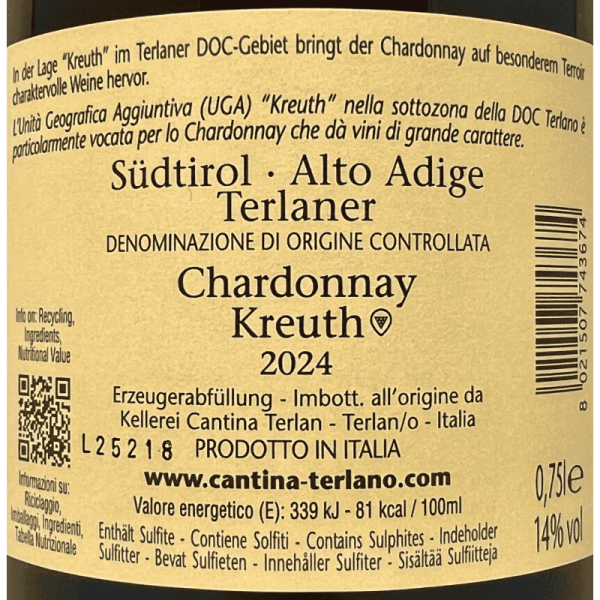 In der Lage "Kreuth" im Terlaner DOC-Gebiet bringt der Chardonnay auf besonderem Terroir
charaktervolle Weine hervor.
L'Unità Geografica Aggiuntiva (UGA) "Kreuth" nella sottozona della DOC Terlano è
particolarmente vocata per lo Chardonnay che dà vini di grande carattere.
Südtirol · Alto Adige
Terlaner
DENOMINAZIONE DI ORIGINE CONTROLLATA
Chardonnay
Kreuth
2024
Erzeugerabfüllung - Imbott. all'origine da
Kellerei Cantina Terlan - Terlan/o - Italia
L25218 PRODOTTO IN ITALIA
www.cantina-terlano.com
Valore energetico (E): 339 kJ - 81 kcal / 100ml
Enthält Sulfite - Contiene Solfiti - Contains Sulphites - Indeholder
Sulfitter - Bevat Sulfieten - Innehåller Sulfiter - Sisältää Sulfiitteja
Info on: Recycling,
Ingredients,
Nutritional Value
Informazioni su:
Riciclaggio,
Imballaggi, Ingredienti,
Tabella Nutrizionale
8 021507 743674
0,75l e
14% vol